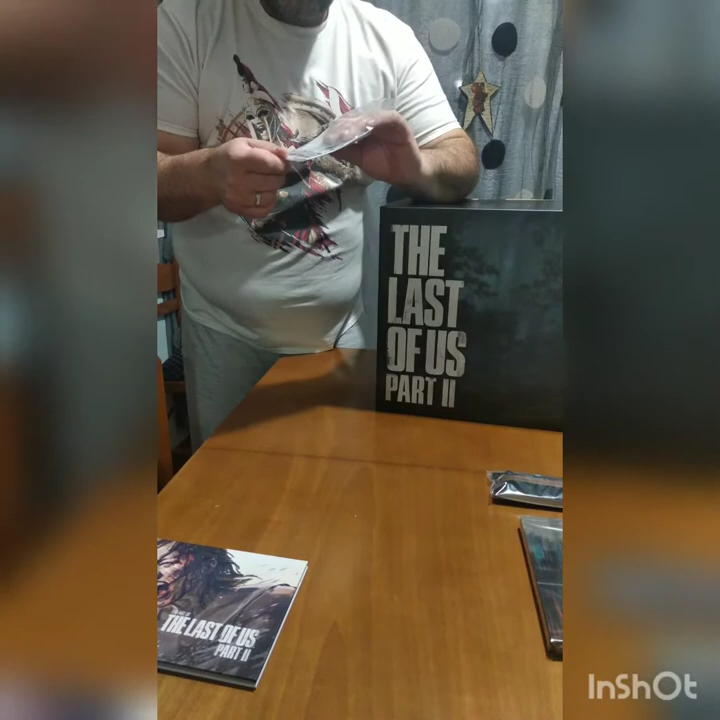 THE
LAST
OF US
PART II
THE LAST OF US
PART II
InShOt